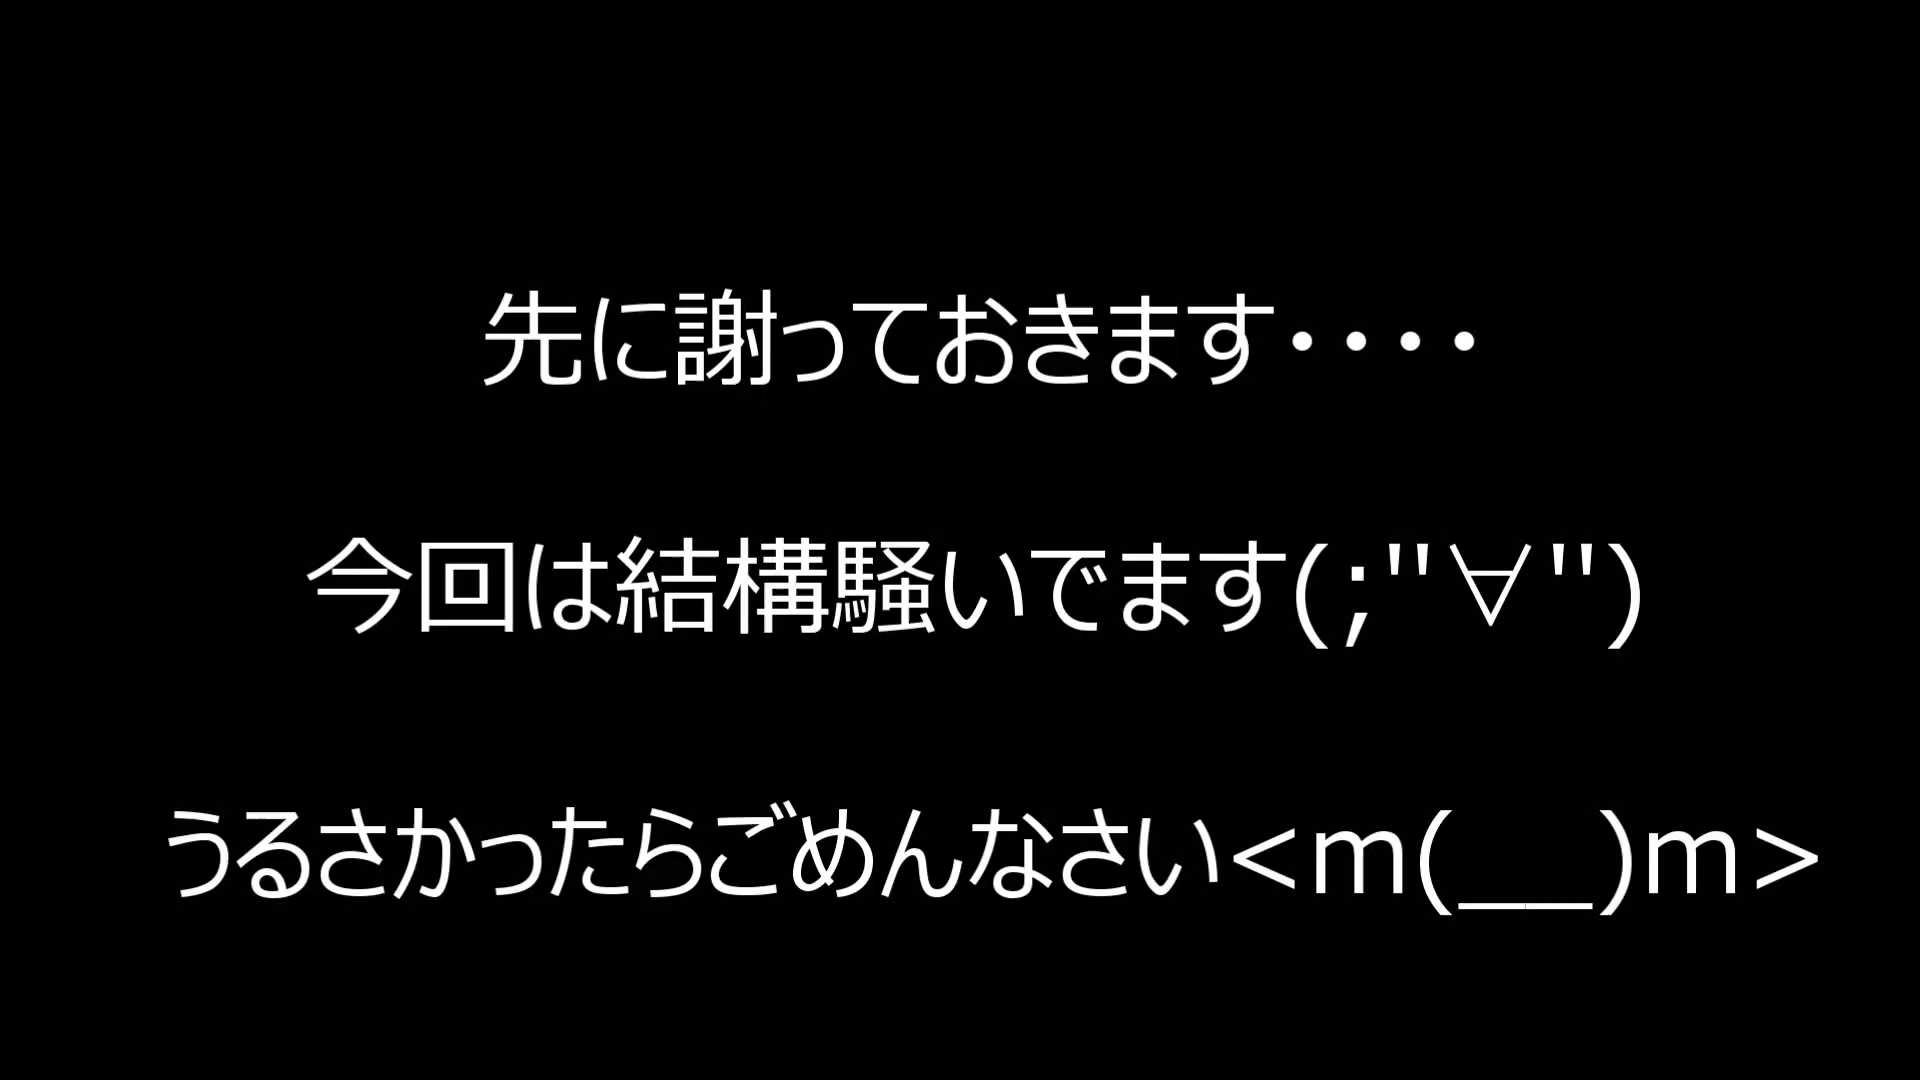 先に謝っておきます・・・・
今回は結構騒いでます(;"∀")
うるさかったらごめんなさい<m(__)m>